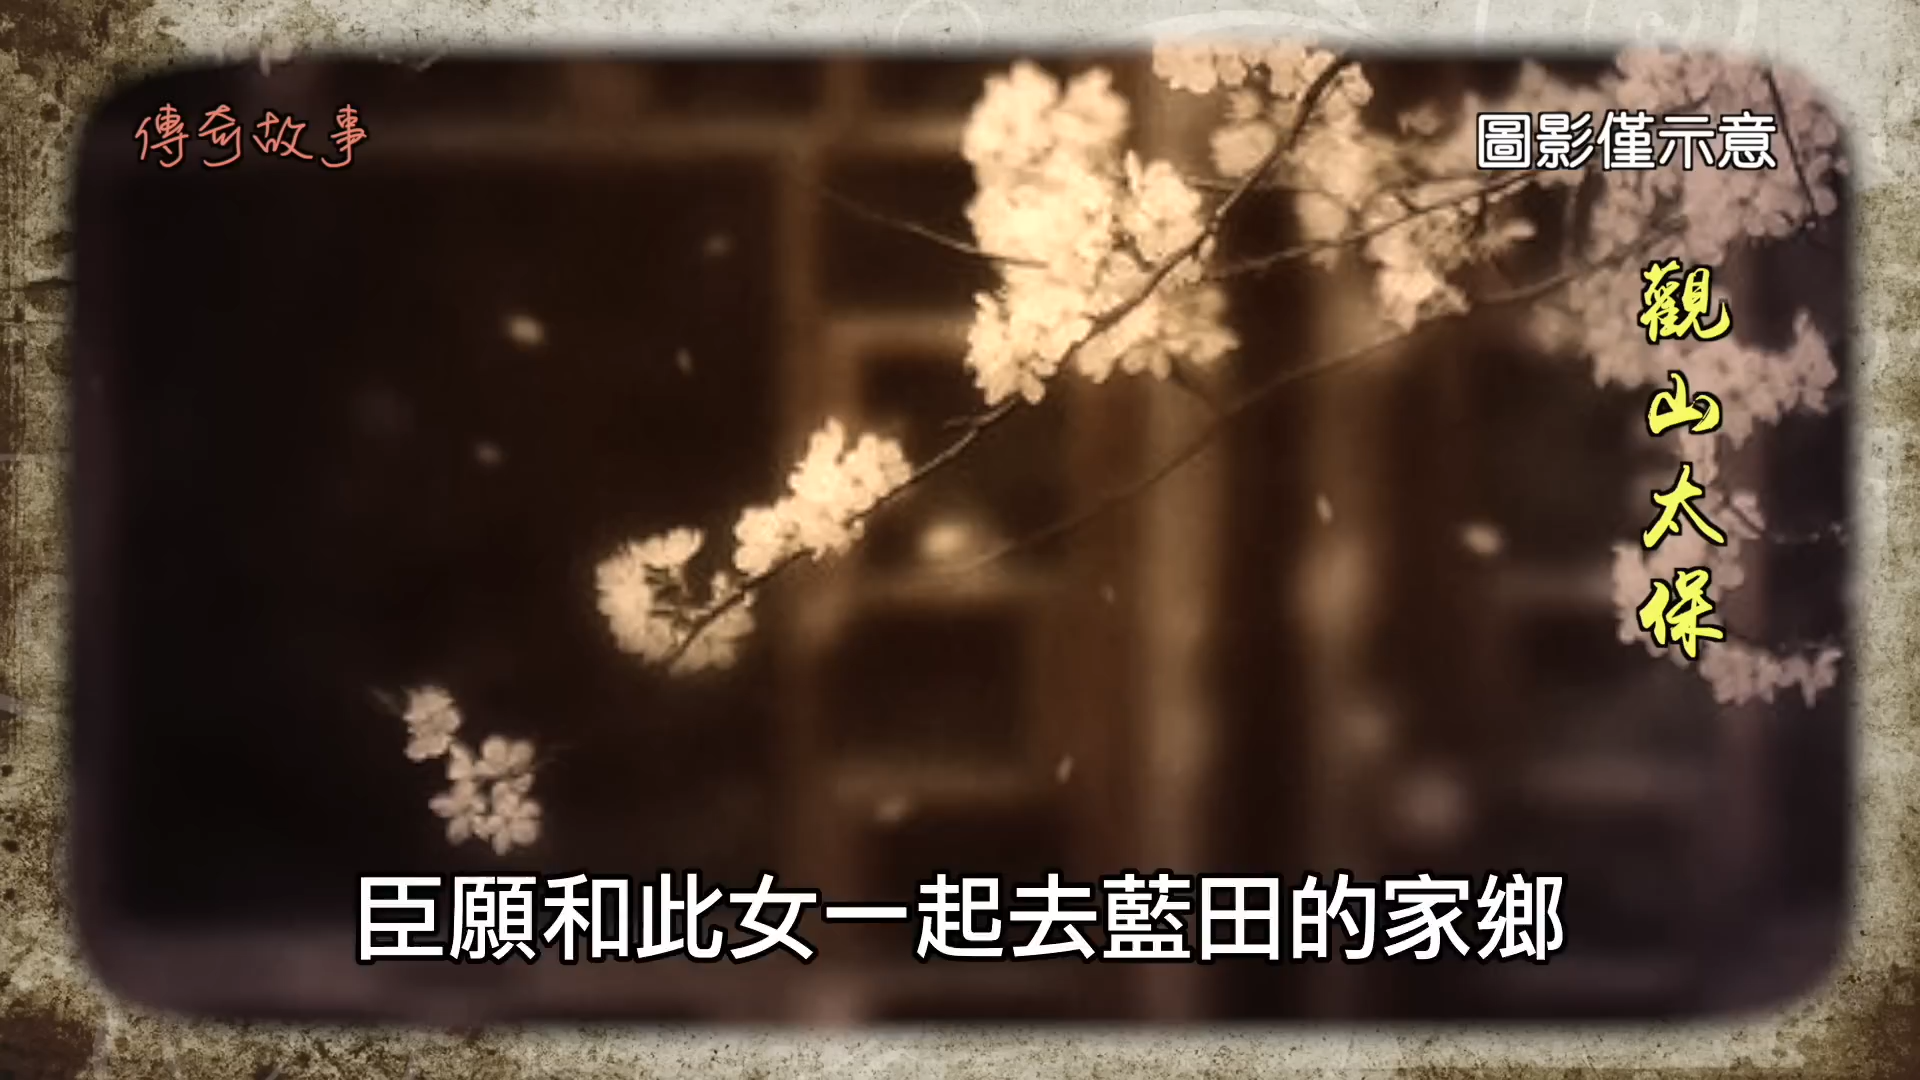 傳奇故事
圖影僅示意
觀山太保
臣願和此女一起去藍田的家鄉